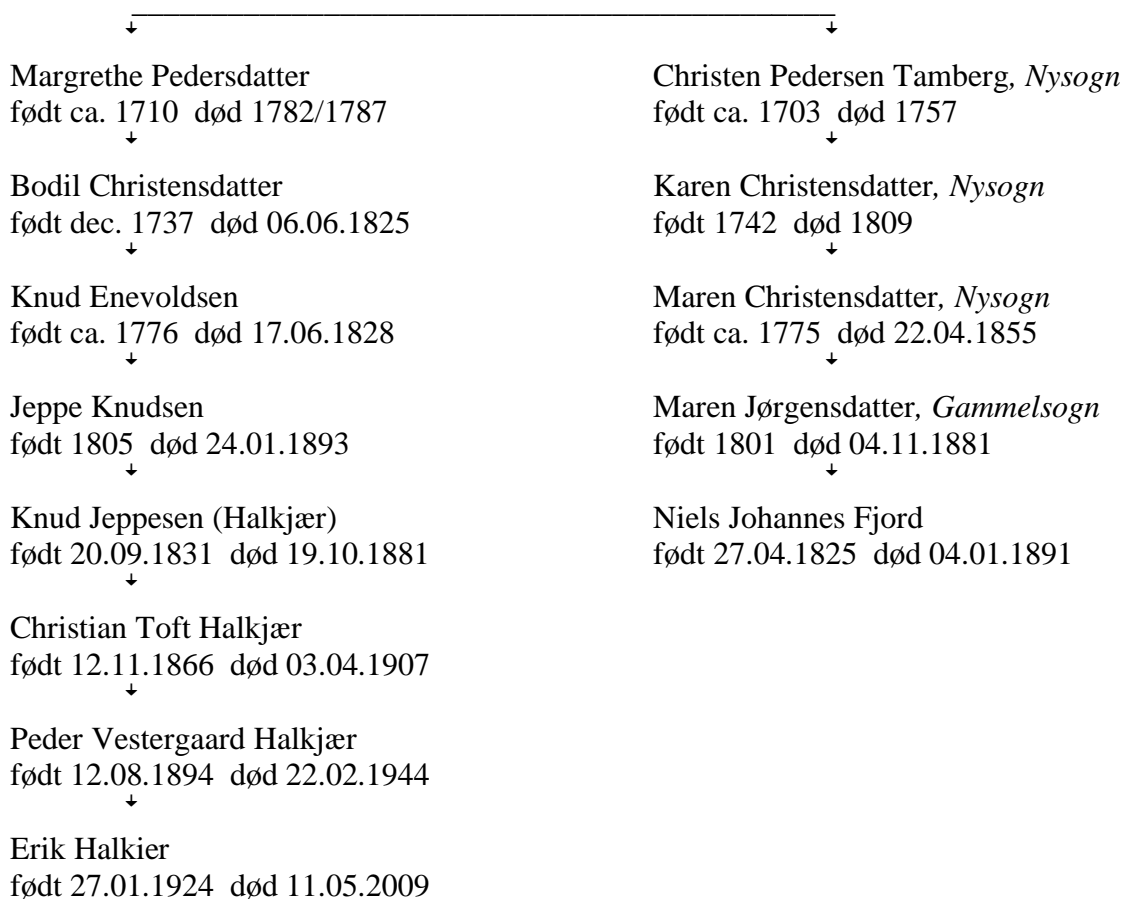 Margrethe Pedersdatter
født ca. 1710 død 1782/1787
Bodil Christensdatter
født dec. 1737 død 06.06.1825
Knud Enevoldsen
født ca. 1776 død 17.06.1828
Jeppe Knudsen
født 1805 død 24.01.1893
Knud Jeppesen (Halkjær)
født 20.09.1831 død 19.10.1881
Christian Toft Halkjær
født 12.11.1866 død 03.04.1907
Peder Vestergaard Halkjær
født 12.08.1894 død 22.02.1944
Erik Halkier
født 27.01.1924 død 11.05.2009
Christen Pedersen Tamberg, Nysogn
født ca. 1703 død 1757
Karen Christensdatter, Nysogn
født 1742 død 1809
Maren Christensdatter, Nysogn
født ca. 1775 død 22.04.1855
Maren Jørgensdatter, Gammelsogn
født 1801 død 04.11.1881
Niels Johannes Fjord
født 27.04.1825 død 04.01.1891